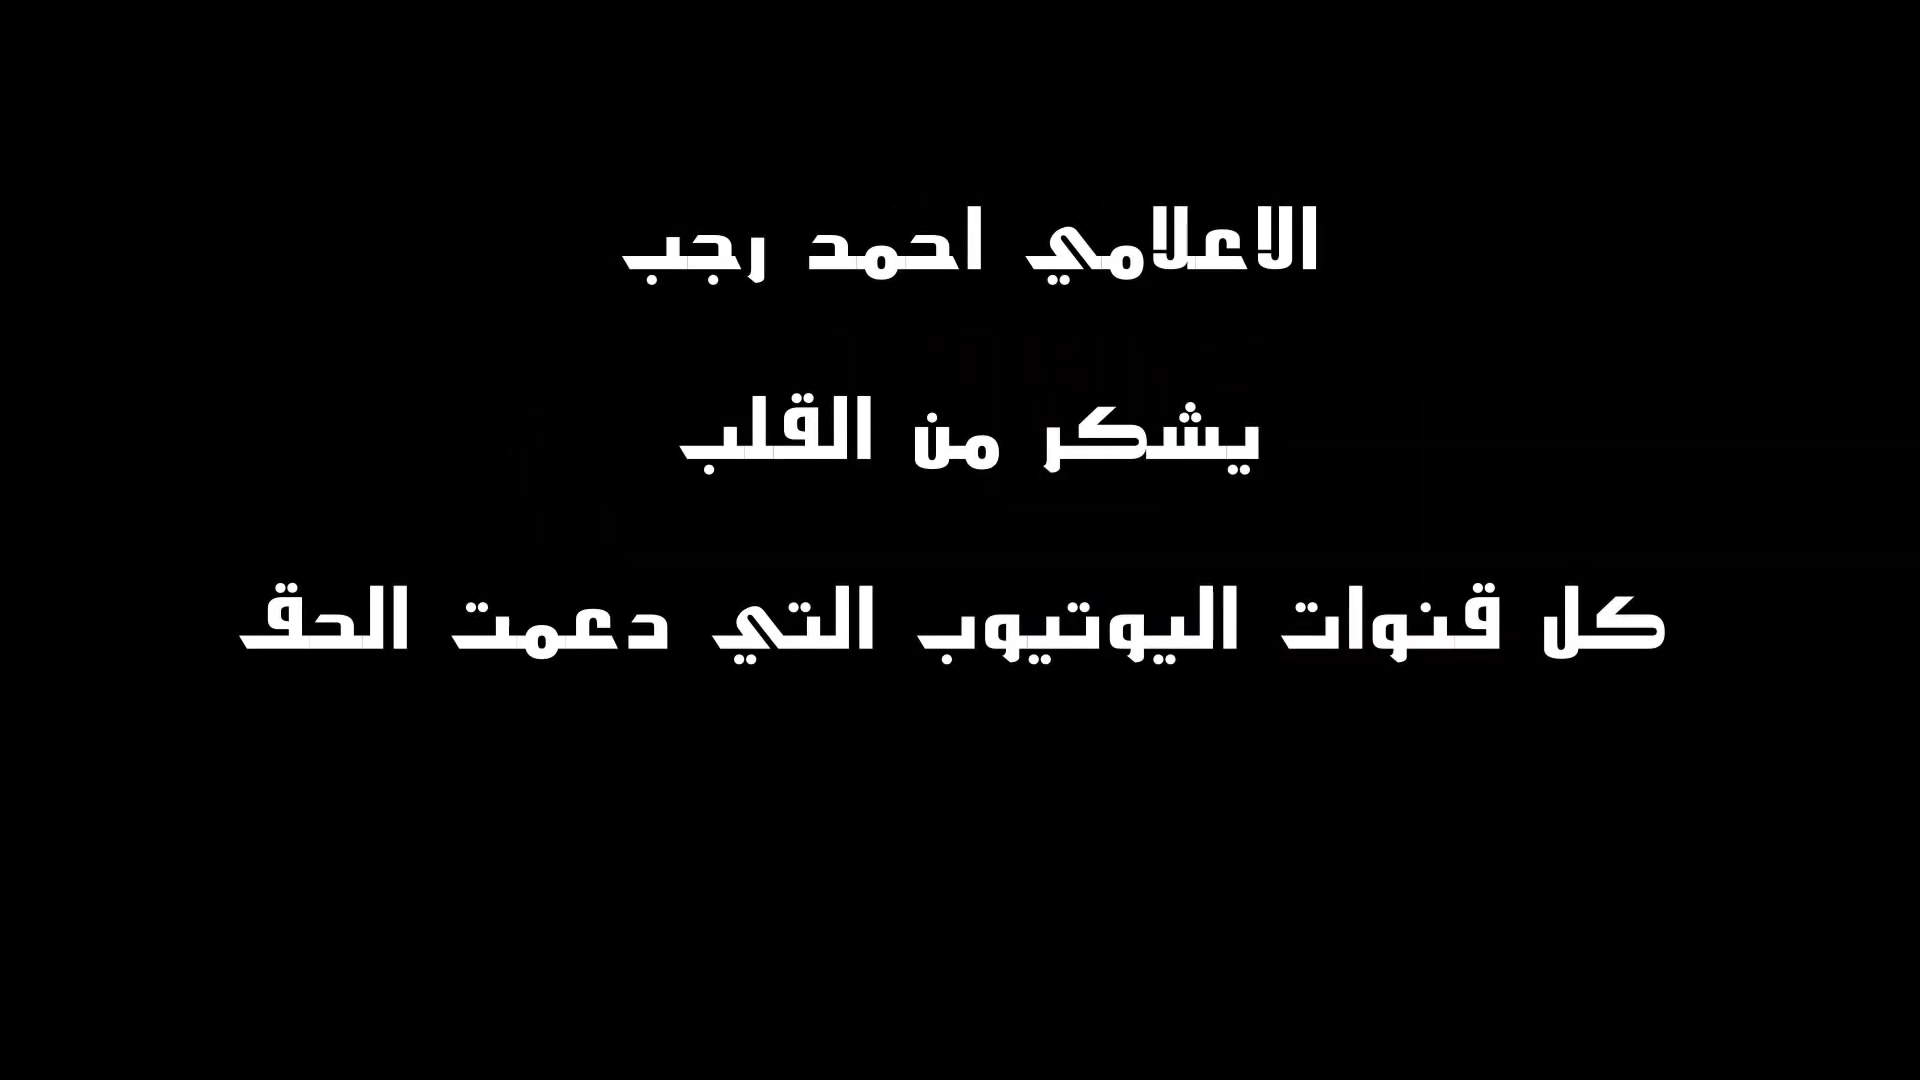 الاعلامي احمد رجب
يشكر من القلب
كل قنوات اليوتيوب التي دعمت الحق